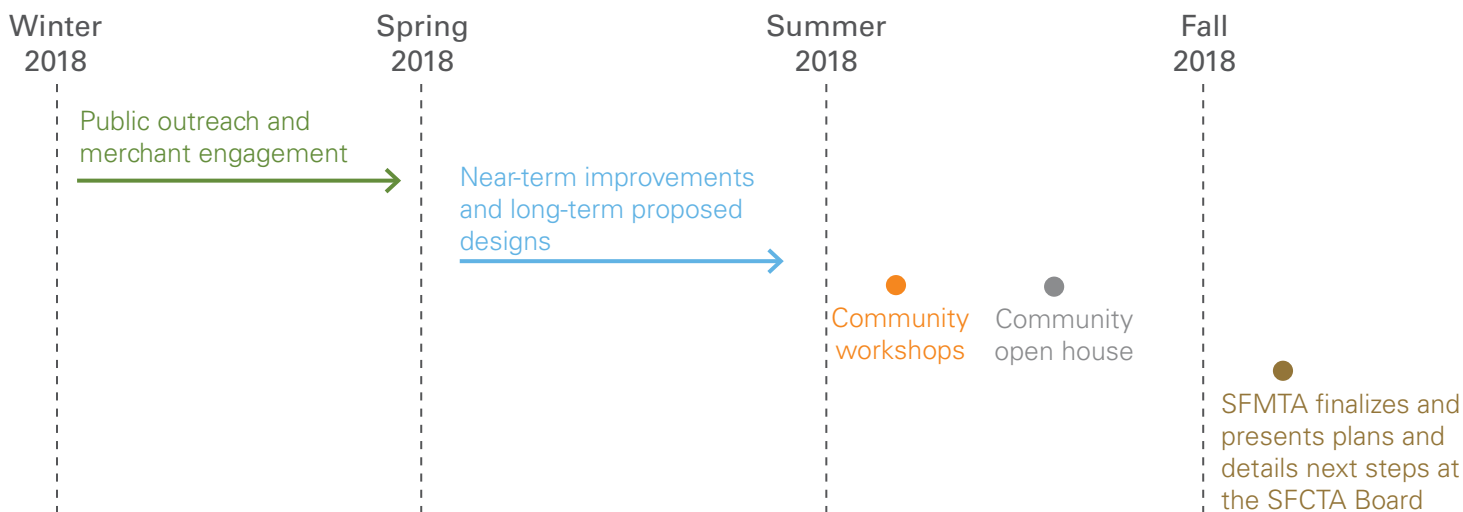 Winter
2018
Spring
2018
Summer
2018
Fall
2018
Public outreach and
merchant engagement
Near-term improvements
and long-term proposed
designs
Community
workshops
Community
open house
SFMTA finalizes and
presents plans and
details next steps at
the SFCTA Board